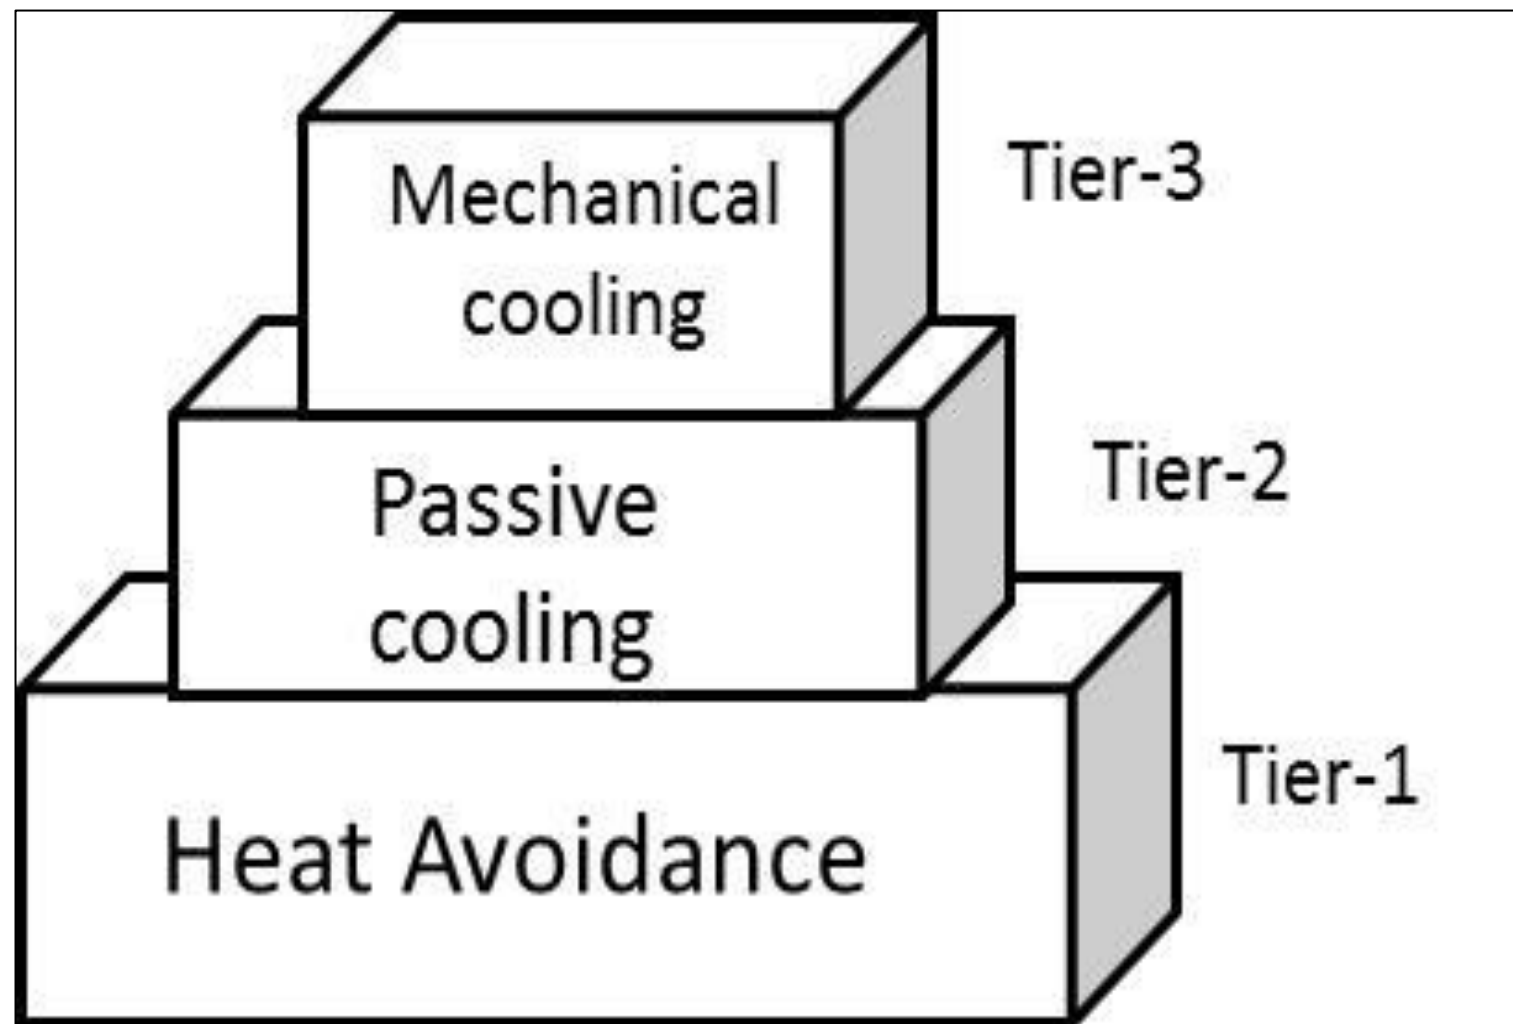 Mechanical
cooling
Tier-3
Passive
cooling
Tier-2
Heat Avoidance
Tier-1